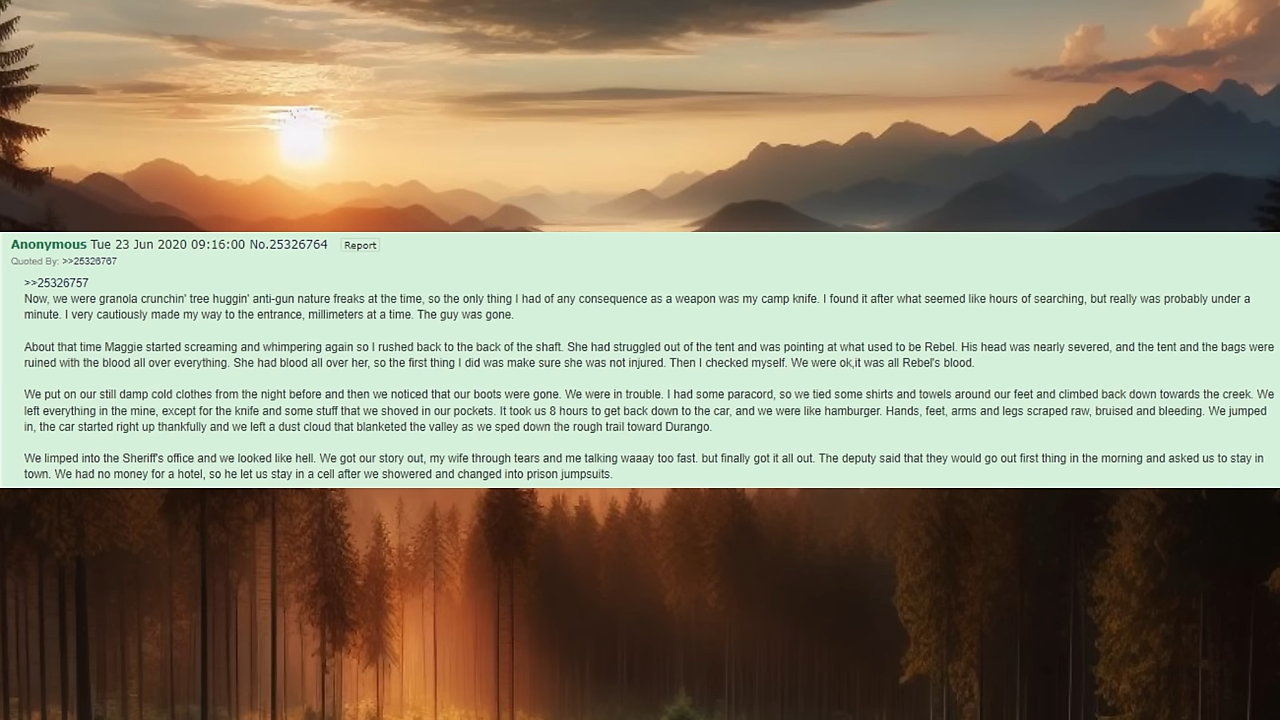 Anonymous Tue 23 Jun 2020 09:16:00 No.25326764 Report
Quoted By: >>25326767
>>25326757
Now, we were granola crunchin' tree huggin' anti-gun nature freaks at the time, so the only thing I had of any consequence as a weapon was my camp knife. I found it after what seemed like hours of searching, but really was probably under a
minute. I very cautiously made my way to the entrance, millimeters at a time. The guy was gone.
About that time Maggie started screaming and whimpering again so I rushed back to the back of the shaft. She had struggled out of the tent and was pointing at what used to be Rebel. His head was nearly severed, and the tent and the bags were
ruined with the blood all over everything. She had blood all over her, so the first thing I did was make sure she was not injured. Then I checked myself. We were ok,it was all Rebel's blood.
We put on our still damp cold clothes from the night before and then we noticed that our boots were gone. We were in trouble. I had some paracord, so we tied some shirts and towels around our feet and climbed back down towards the creek. We
left everything in the mine, except for the knife and some stuff that we shoved in our pockets. It took us 8 hours to get back down to the car, and we were like hamburger. Hands, feet, arms and legs scraped raw, bruised and bleeding. We jumped
in, the car started right up thankfully and we left a dust cloud that blanketed the valley as we sped down the rough trail toward Durango.
We limped into the Sheriff's office and we looked like hell. We got our story out, my wife through tears and me talking waaay too fast. but finally got it all out. The deputy said that they would go out first thing in the morning and asked us to stay in
town. We had no money for a hotel, so he let us stay in a cell after we showered and changed into prison jumpsuits.